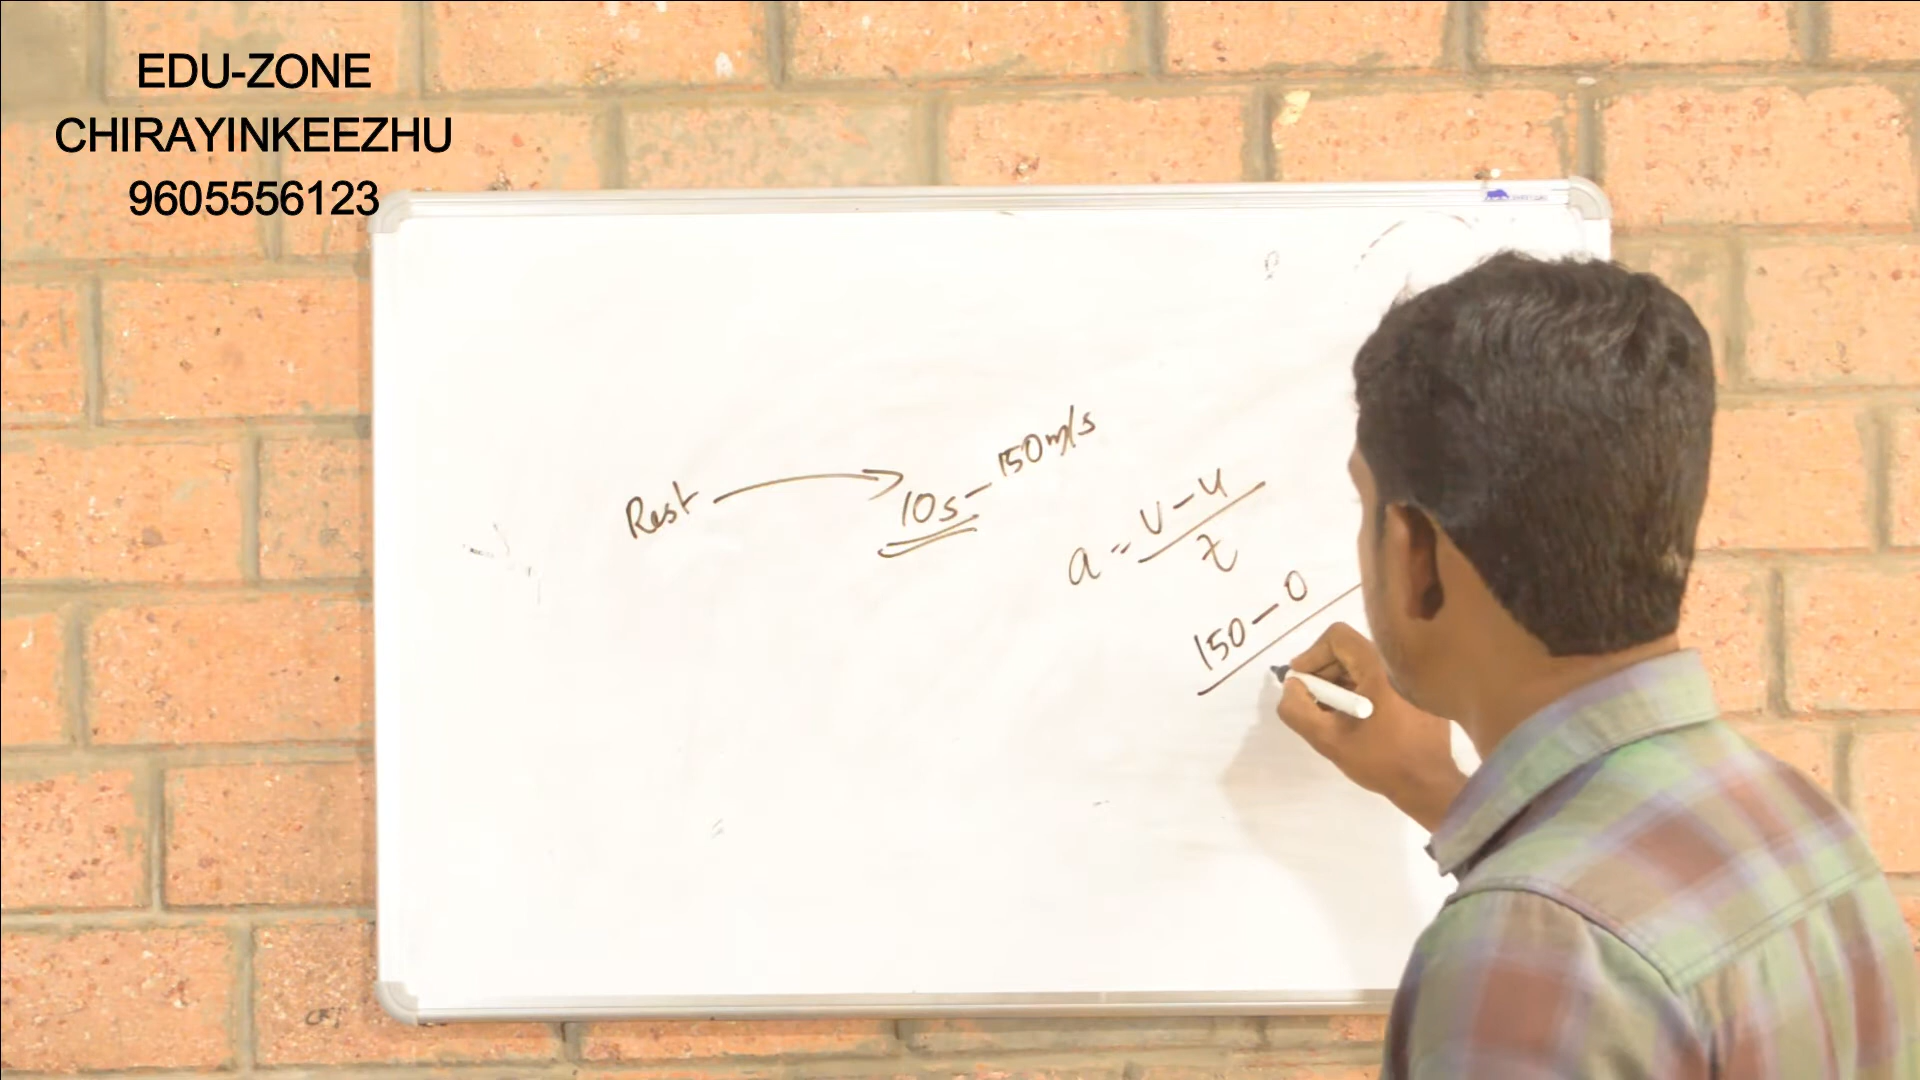 EDU-ZONE
CHIRAYINKEEZHU
9605556123
Rest → 10s – 150m/s
a = v - u / t
150 - 0